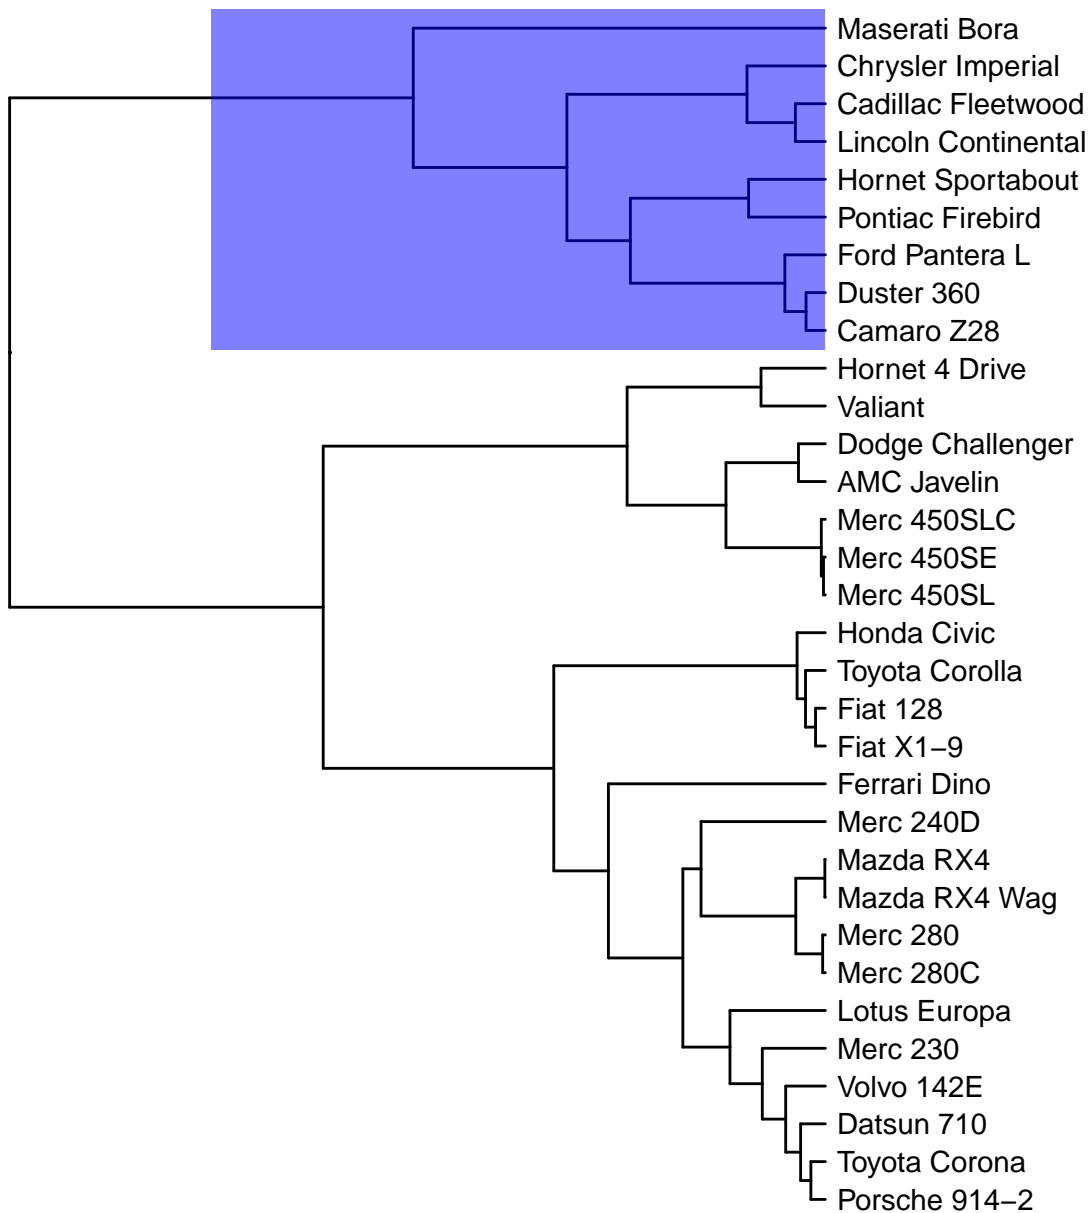 Maserati Bora
Chrysler Imperial
Cadillac Fleetwood
Lincoln Continental
Hornet Sportabout
Pontiac Firebird
Ford Pantera L
Duster 360
Camaro Z28
Hornet 4 Drive
Valiant
Dodge Challenger
AMC Javelin
Merc 450SLC
Merc 450SE
Merc 450SL
Honda Civic
Toyota Corolla
Fiat 128
Fiat X1−9
Ferrari Dino
Merc 240D
Mazda RX4
Mazda RX4 Wag
Merc 280
Merc 280C
Lotus Europa
Merc 230
Volvo 142E
Datsun 710
Toyota Corona
Porsche 914−2